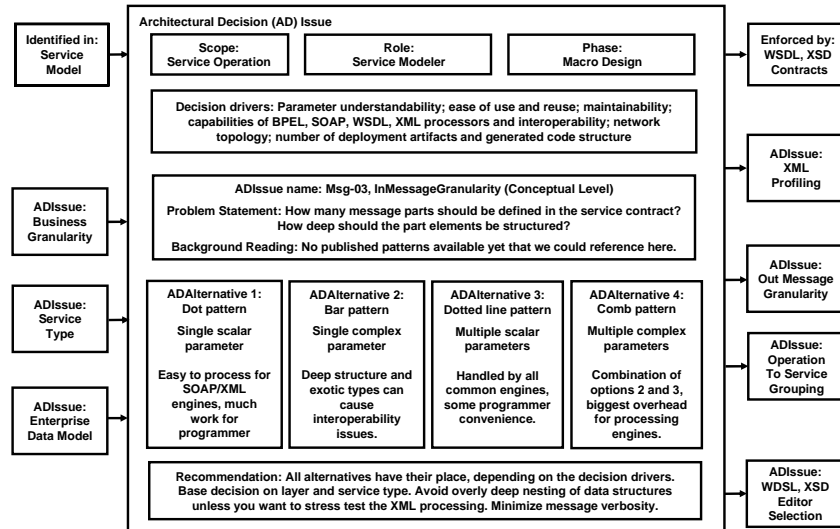 Architectural Decision (AD) Issue
Identified in:
Service
Model
Scope:
Service Operation
Role:
Service Modeler
Phase:
Macro Design
Enforced by:
WSDL, XSD
Contracts
Decision drivers: Parameter understandability; ease of use and reuse; maintainability;
capabilities of BPEL, SOAP, WSDL, XML processors and interoperability; network
topology; number of deployment artifacts and generated code structure
ADIssue:
XML
Profiling
ADIssue:
Business
Granularity
ADIssue name: Msg-03, InMessageGranularity (Conceptual Level)
Problem Statement: How many message parts should be defined in the service contract?
How deep should the part elements be structured?
Background Reading: No published patterns available yet that we could reference here.
ADIssue:
Out Message
Granularity
ADIssue:
Service
Type
ADIssue:
Enterprise
Data Model
ADAlternative 1:
Dot pattern
Single scalar
parameter
Easy to process for
SOAP/XML
engines, much
work for
programmer
ADAlternative 2:
Bar pattern
Single complex
parameter
Deep structure and
exotic types can
cause
interoperability
issues.
ADAlternative 3:
Dotted line pattern
Multiple scalar
parameters
Handled by all
common engines,
some programmer
convenience.
ADAlternative 4:
Comb pattern
Multiple complex
parameters
Combination of
options 2 and 3,
biggest overhead
for processing
engines.
ADIssue:
Operation
To Service
Grouping
Recommendation: All alternatives have their place, depending on the decision drivers.
Base decision on layer and service type. Avoid overly deep nesting of data structures
unless you want to stress test the XML processing. Minimize message verbosity.
ADIssue:
WDSL, XSD
Editor
Selection